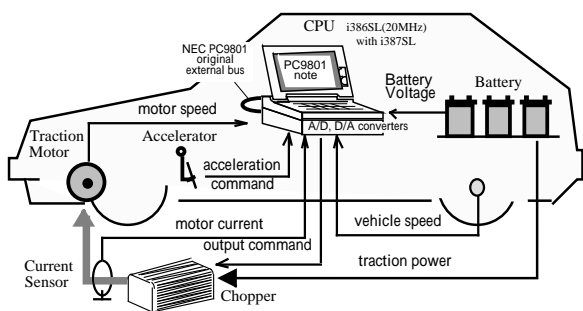 CPU i386SL(20MHz)
with i387SL
NEC PC9801
original
external bus
PC9801
note
Battery
Voltage
Battery
motor speed
A/D, D/A converters
Traction
Motor
Accelerator
acceleration
command
motor current
output command
vehicle speed
traction power
Current
Sensor
Chopper